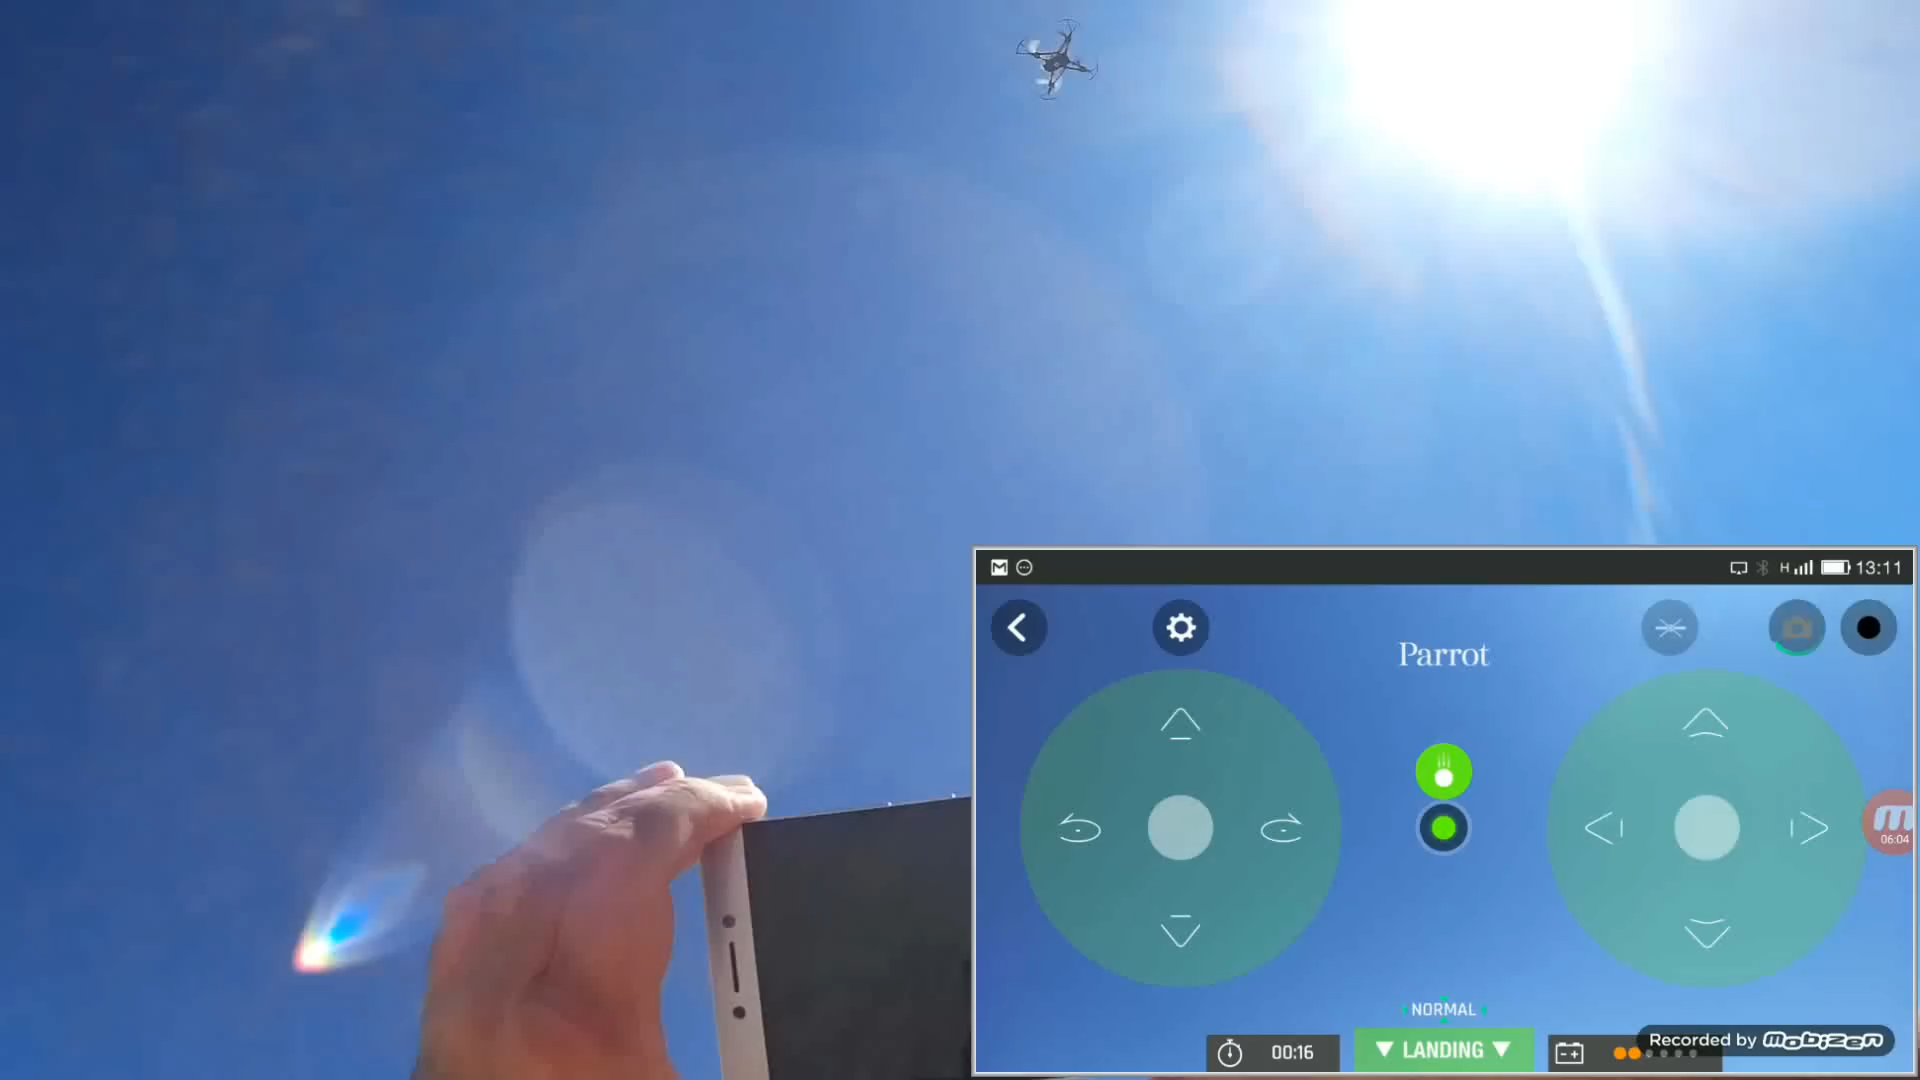 H 13:11
Parrot
06:04
NORMAL
00:16
▼ LANDING ▼
Recorded by mobizen